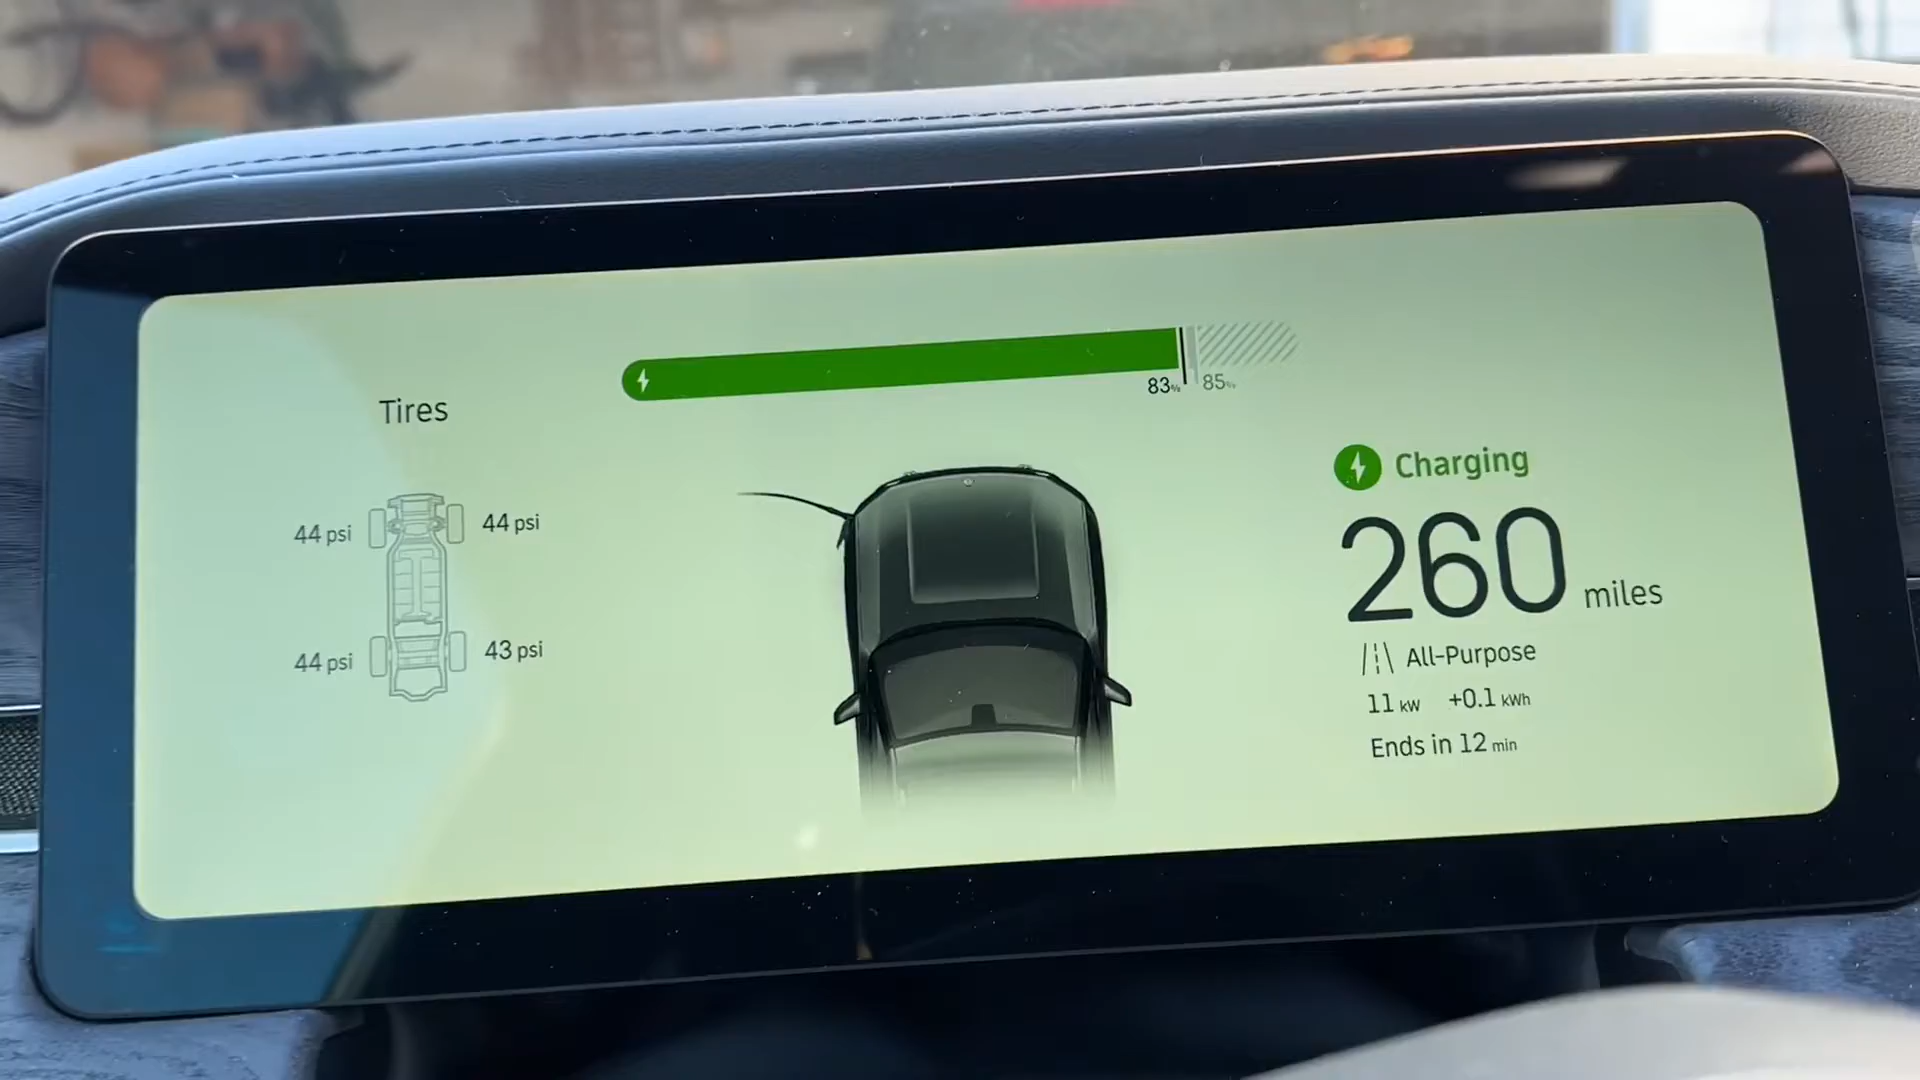 83% 85%
Tires
44 psi 44 psi
44 psi 43 psi
Charging
260 miles
All-Purpose
11 kW +0.1 kWh
Ends in 12 min